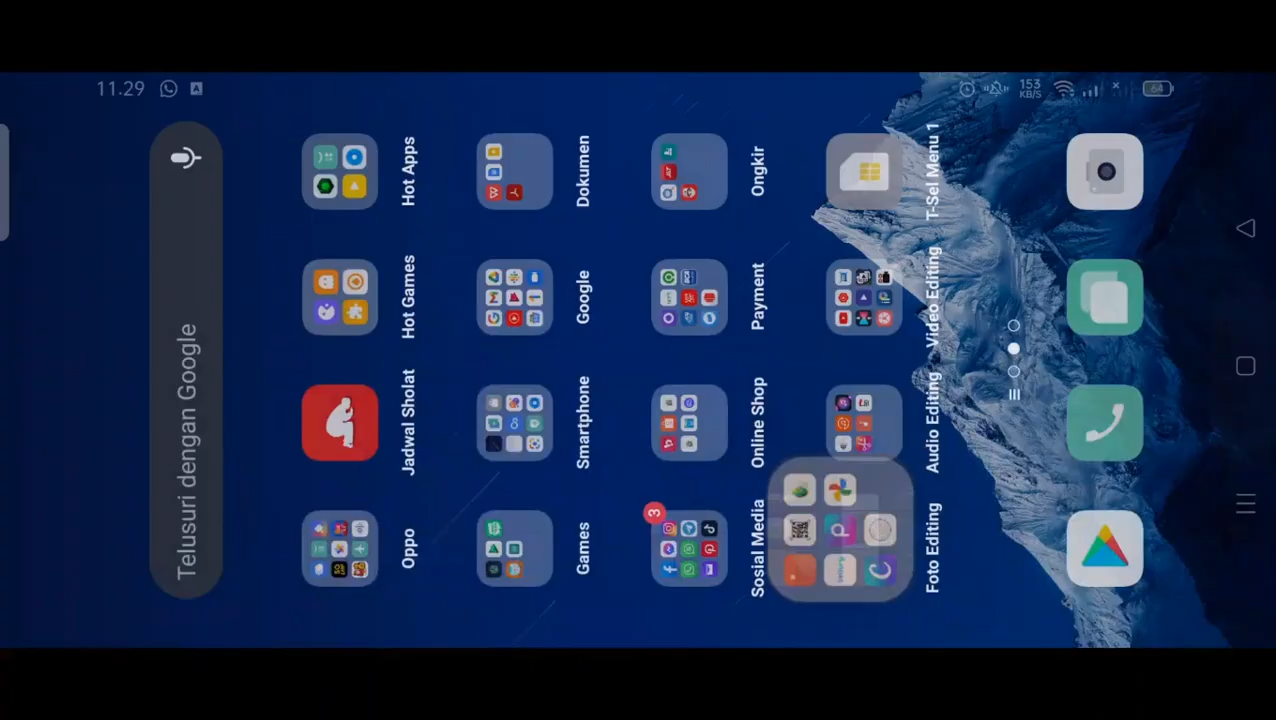 11.29
153
KB/S
64
Telusuri dengan Google
Hot Apps
Hot Games
Jadwal Sholat
Oppo
Dokumen
Google
Smartphone
Games
Ongkir
Payment
Online Shop
Sosial Media
3
T-Sel Menu 1
Video Editing
Audio Editing
Foto Editing